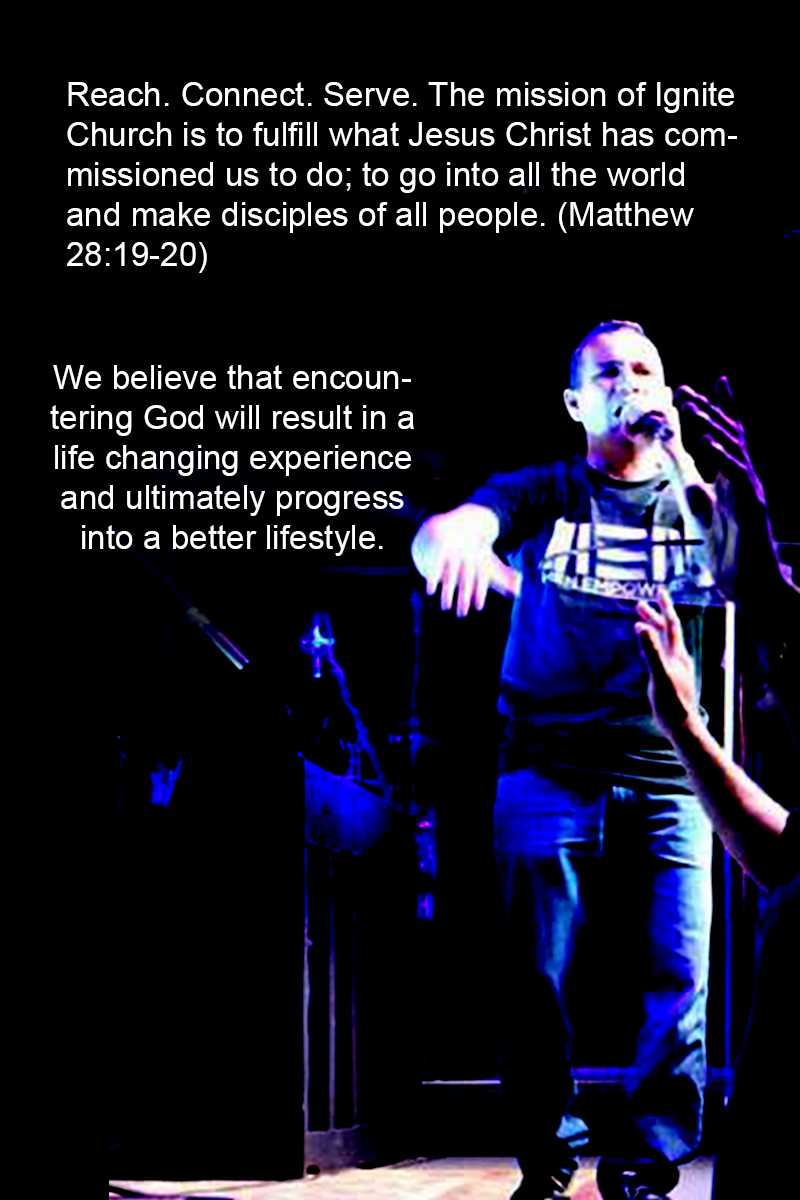 Reach. Connect. Serve. The mission of Ignite
Church is to fulfill what Jesus Christ has com-
missioned us to do; to go into all the world
and make disciples of all people. (Matthew
28:19-20)
We believe that encoun-
tering God will result in a
life changing experience
and ultimately progress
into a better lifestyle.